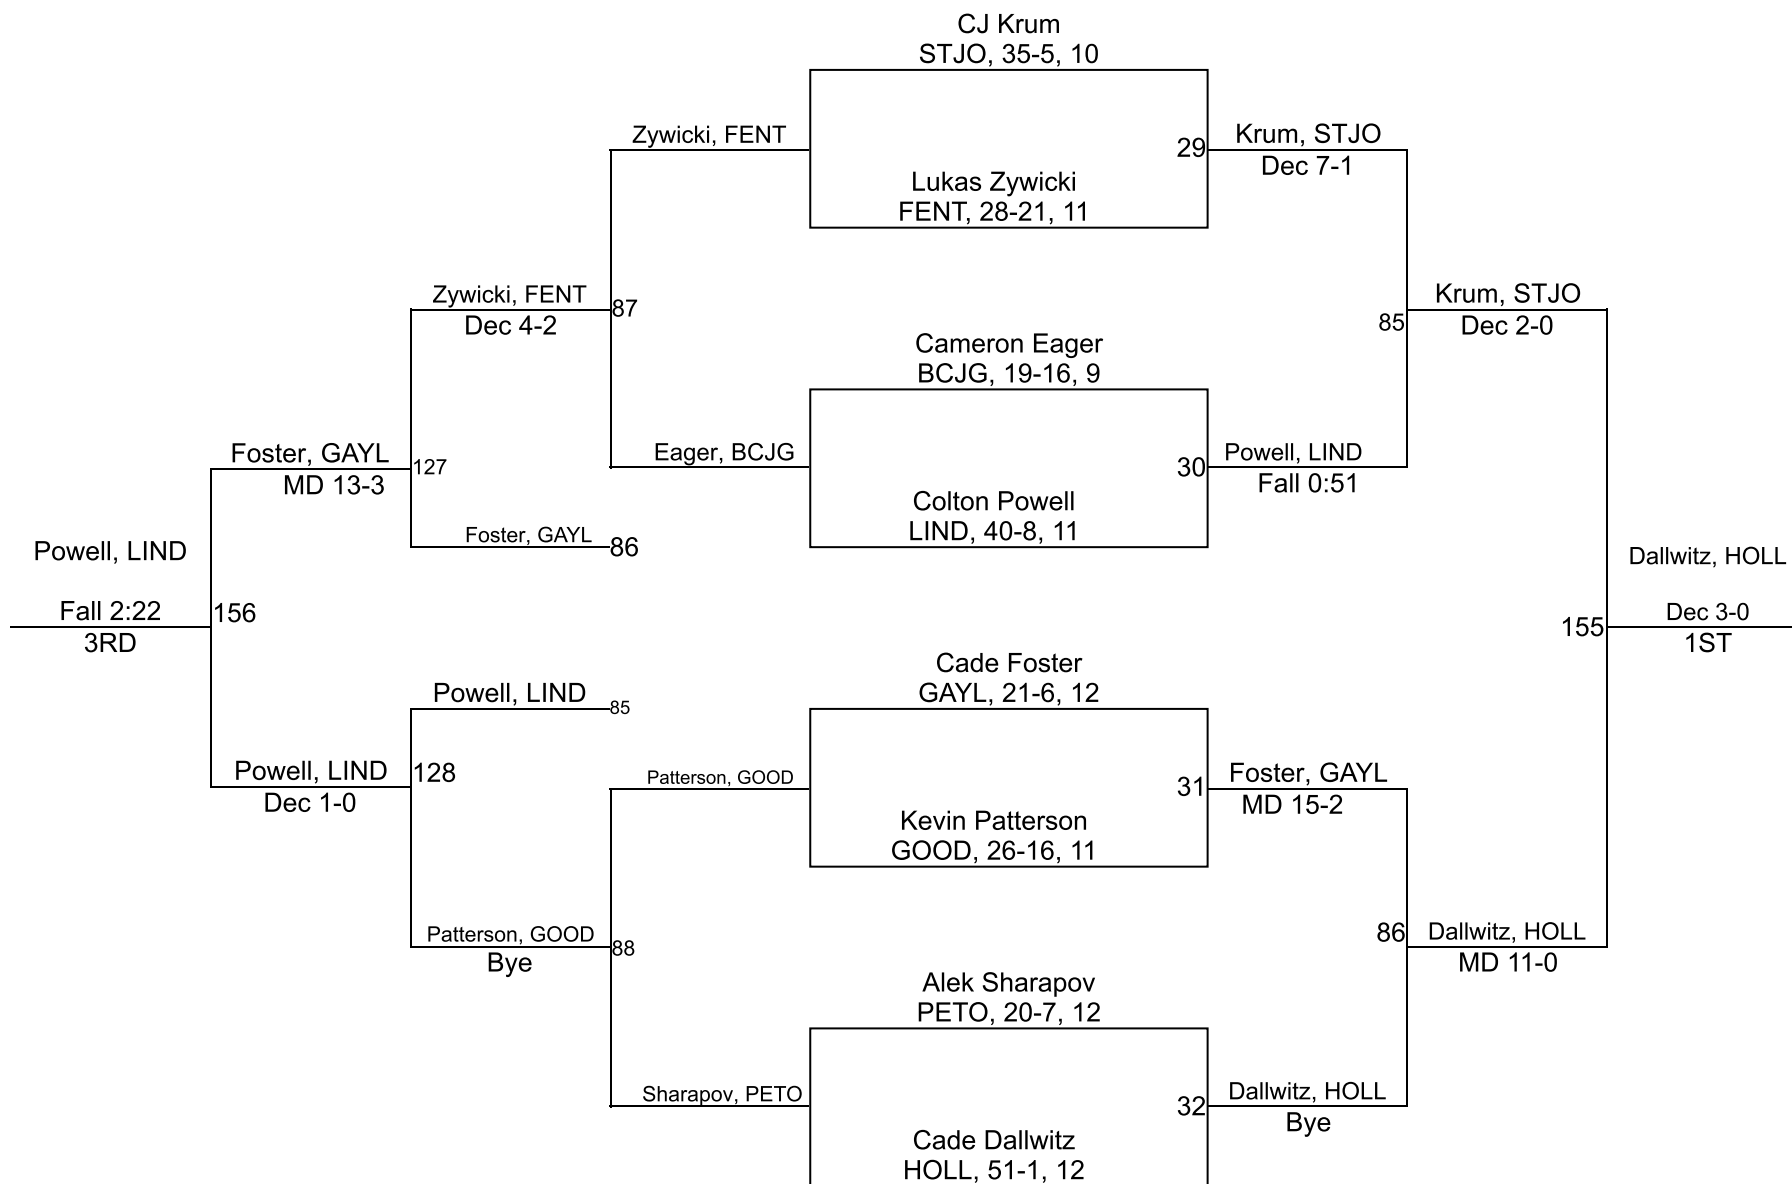 CJ Krum
STJO, 35-5, 10
Zywicki, FENT
29
Krum, STJO
Dec 7-1
Lukas Zywicki
FENT, 28-21, 11
Zywicki, FENT
Dec 4-2
87
Krum, STJO
Dec 2-0
85
Cameron Eager
BCJG, 19-16, 9
Foster, GAYL
MD 13-3
127
Eager, BCJG
30
Powell, LIND
Fall 0:51
Colton Powell
LIND, 40-8, 11
Foster, GAYL
86
Powell, LIND
Fall 2:22
3RD
156
Dallwitz, HOLL
Dec 3-0
1ST
155
Cade Foster
GAYL, 21-6, 12
Powell, LIND
85
Powell, LIND
Dec 1-0
128
Patterson, GOOD
31
Foster, GAYL
MD 15-2
Kevin Patterson
GOOD, 26-16, 11
Patterson, GOOD
Bye
88
86
Dallwitz, HOLL
MD 11-0
Alek Sharapov
PETO, 20-7, 12
Sharapov, PETO
32
Dallwitz, HOLL
Bye
Cade Dallwitz
HOLL, 51-1, 12